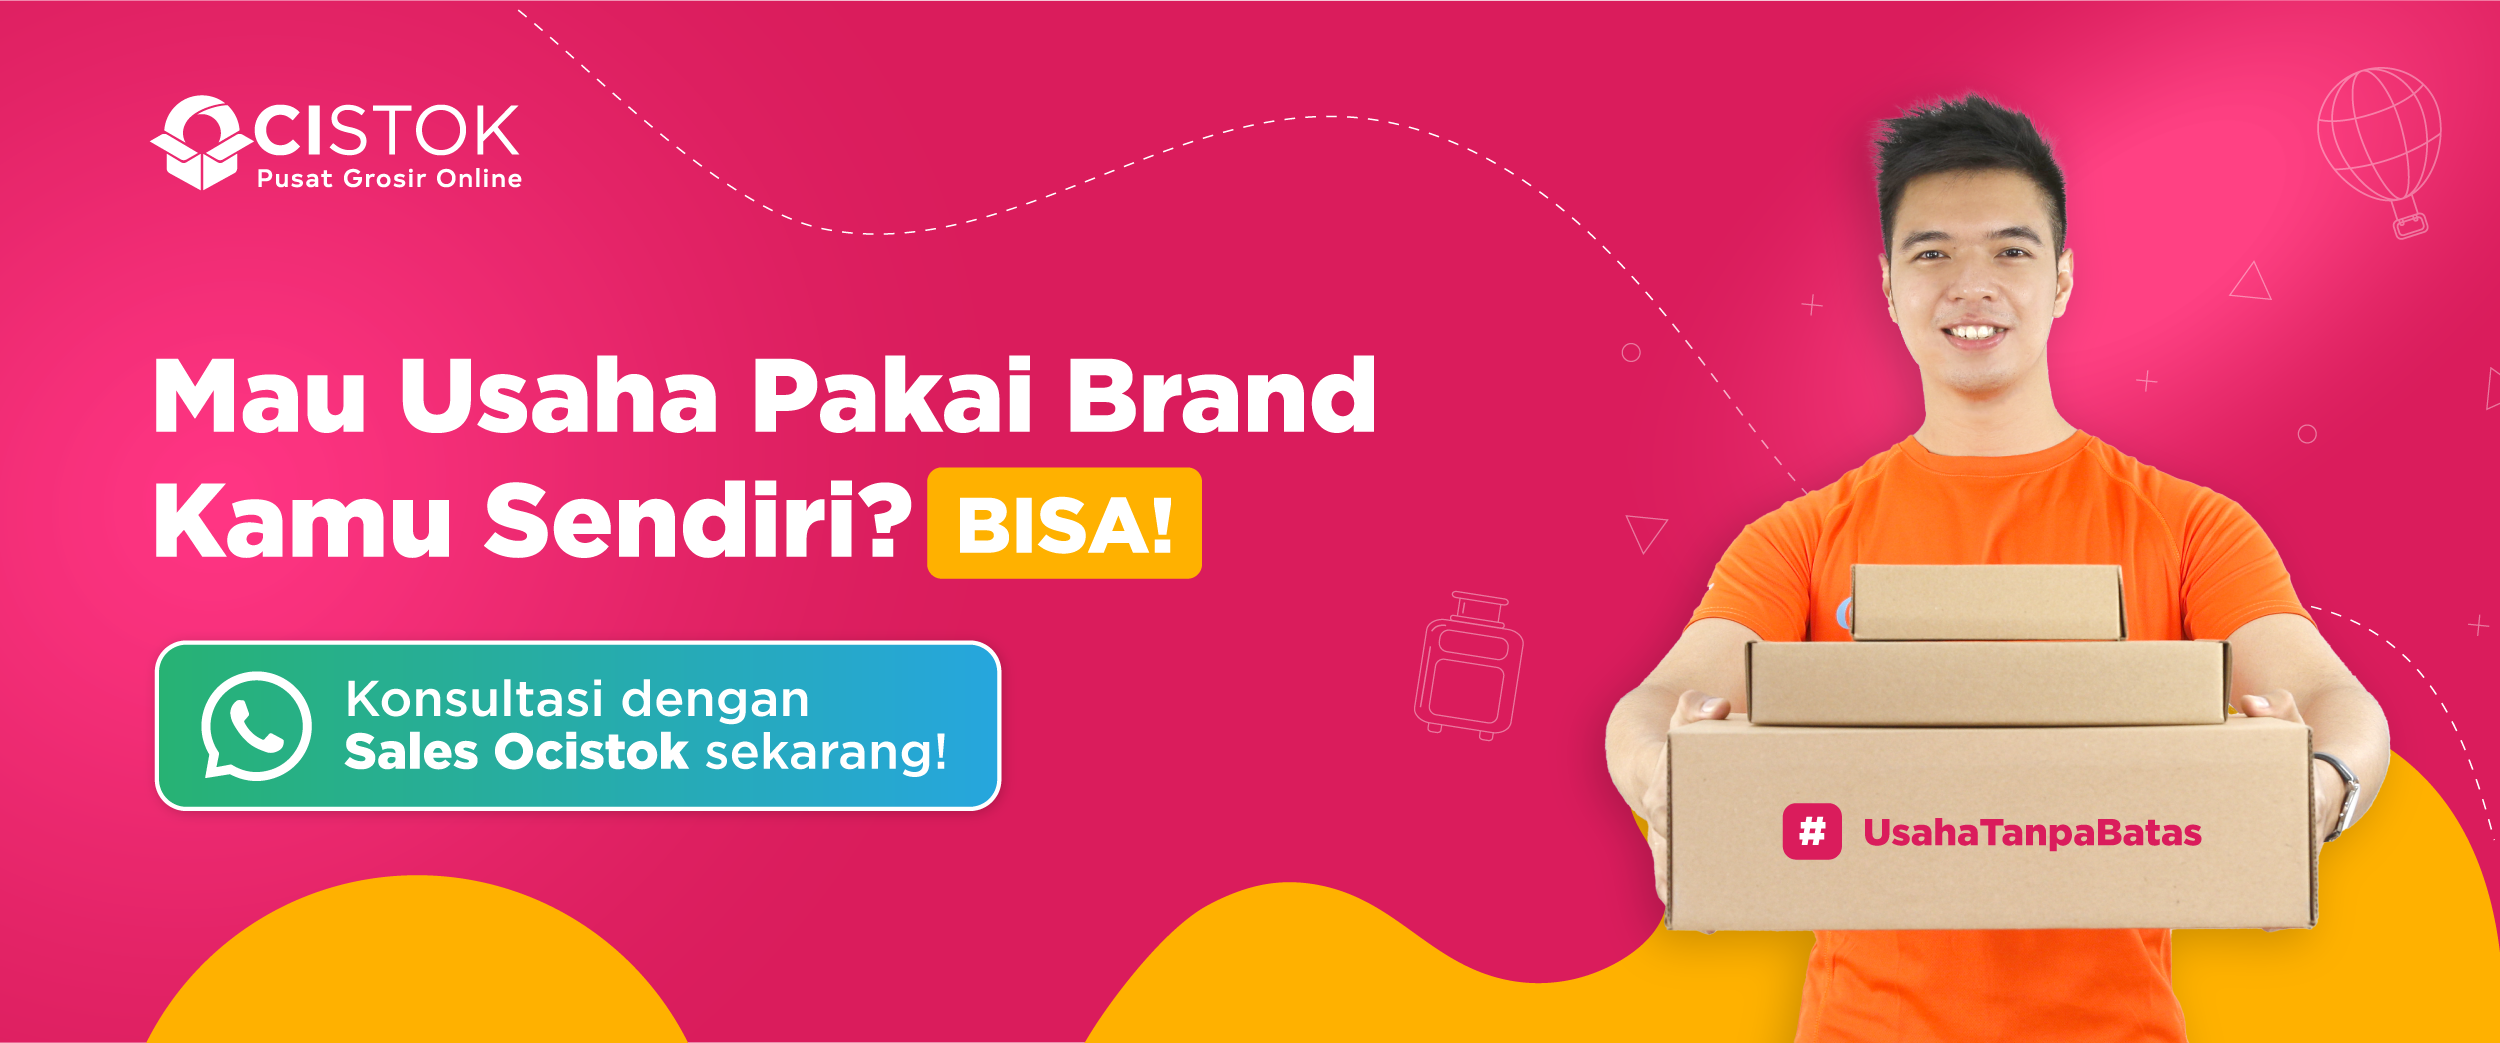 OCISTOK
Pusat Grosir Online
Mau Usaha Pakai Brand
Kamu Sendiri? BISA!
Konsultasi dengan
Sales Ocistok sekarang!
# UsahaTanpaBatas